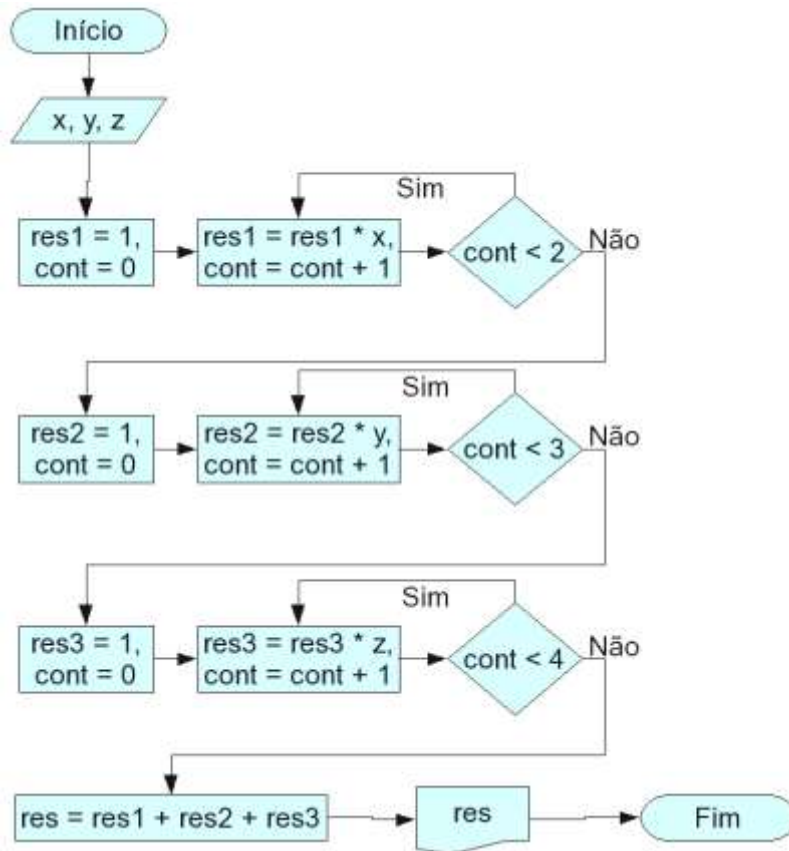 Início
x, y, z
res1 = 1,
cont = 0
res1 = res1 * x,
cont = cont + 1
Sim
cont < 2
Não
res2 = 1,
cont = 0
res2 = res2 * y,
cont = cont + 1
Sim
cont < 3
Não
res3 = 1,
cont = 0
res3 = res3 * z,
cont = cont + 1
Sim
cont < 4
Não
res = res1 + res2 + res3
res
Fim